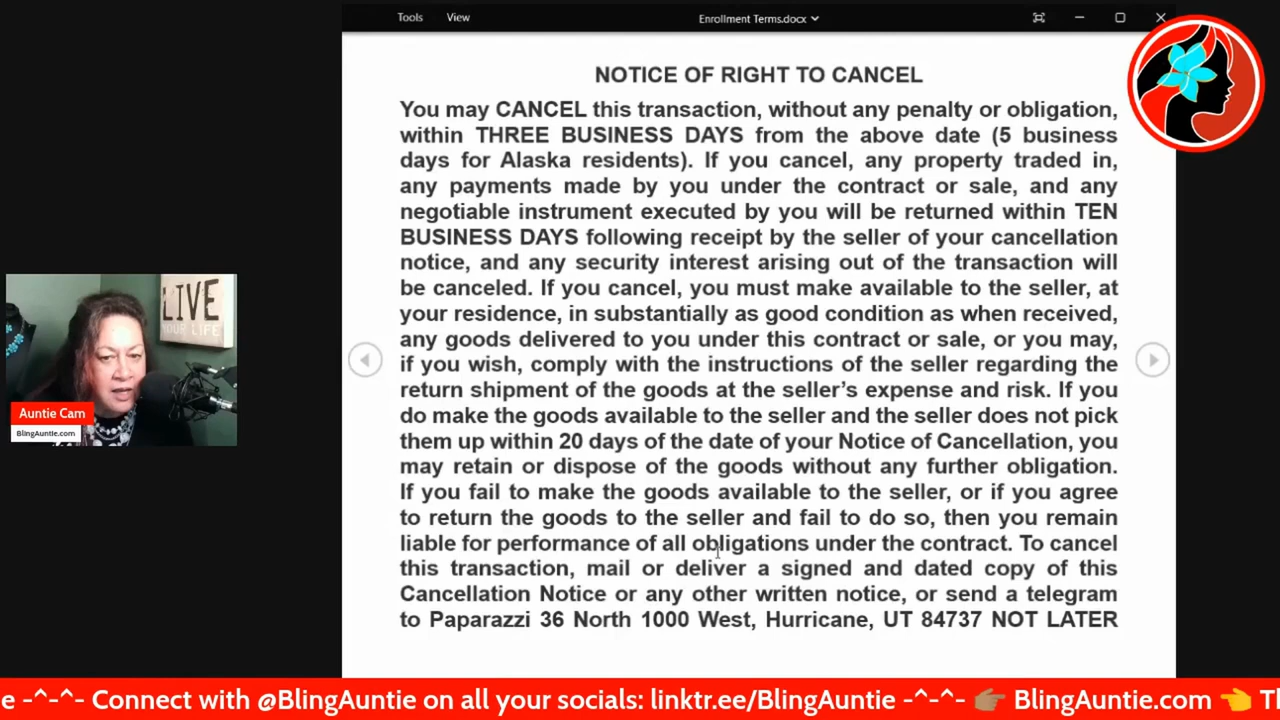 Tools View Enrollment Terms.docx
NOTICE OF RIGHT TO CANCEL
You may CANCEL this transaction, without any penalty or obligation,
within THREE BUSINESS DAYS from the above date (5 business
days for Alaska residents). If you cancel, any property traded in,
any payments made by you under the contract or sale, and any
negotiable instrument executed by you will be returned within TEN
BUSINESS DAYS following receipt by the seller of your cancellation
notice, and any security interest arising out of the transaction will
be canceled. If you cancel, you must make available to the seller, at
your residence, in substantially as good condition as when received,
any goods delivered to you under this contract or sale, or you may,
if you wish, comply with the instructions of the seller regarding the
return shipment of the goods at the seller’s expense and risk. If you
do make the goods available to the seller and the seller does not pick
them up within 20 days of the date of your Notice of Cancellation, you
may retain or dispose of the goods without any further obligation.
If you fail to make the goods available to the seller, or if you agree
to return the goods to the seller and fail to do so, then you remain
liable for performance of all obligations under the contract. To cancel
this transaction, mail or deliver a signed and dated copy of this
Cancellation Notice or any other written notice, or send a telegram
to Paparazzi 36 North 1000 West, Hurricane, UT 84737 NOT LATER
LIVE
YOUR LIFE
Auntie Cam
BlingAuntie.com
e -^-^- Connect with @BlingAuntie on all your socials: linktr.ee/BlingAuntie -^-^- 👉🏽 BlingAuntie.com 👈 T